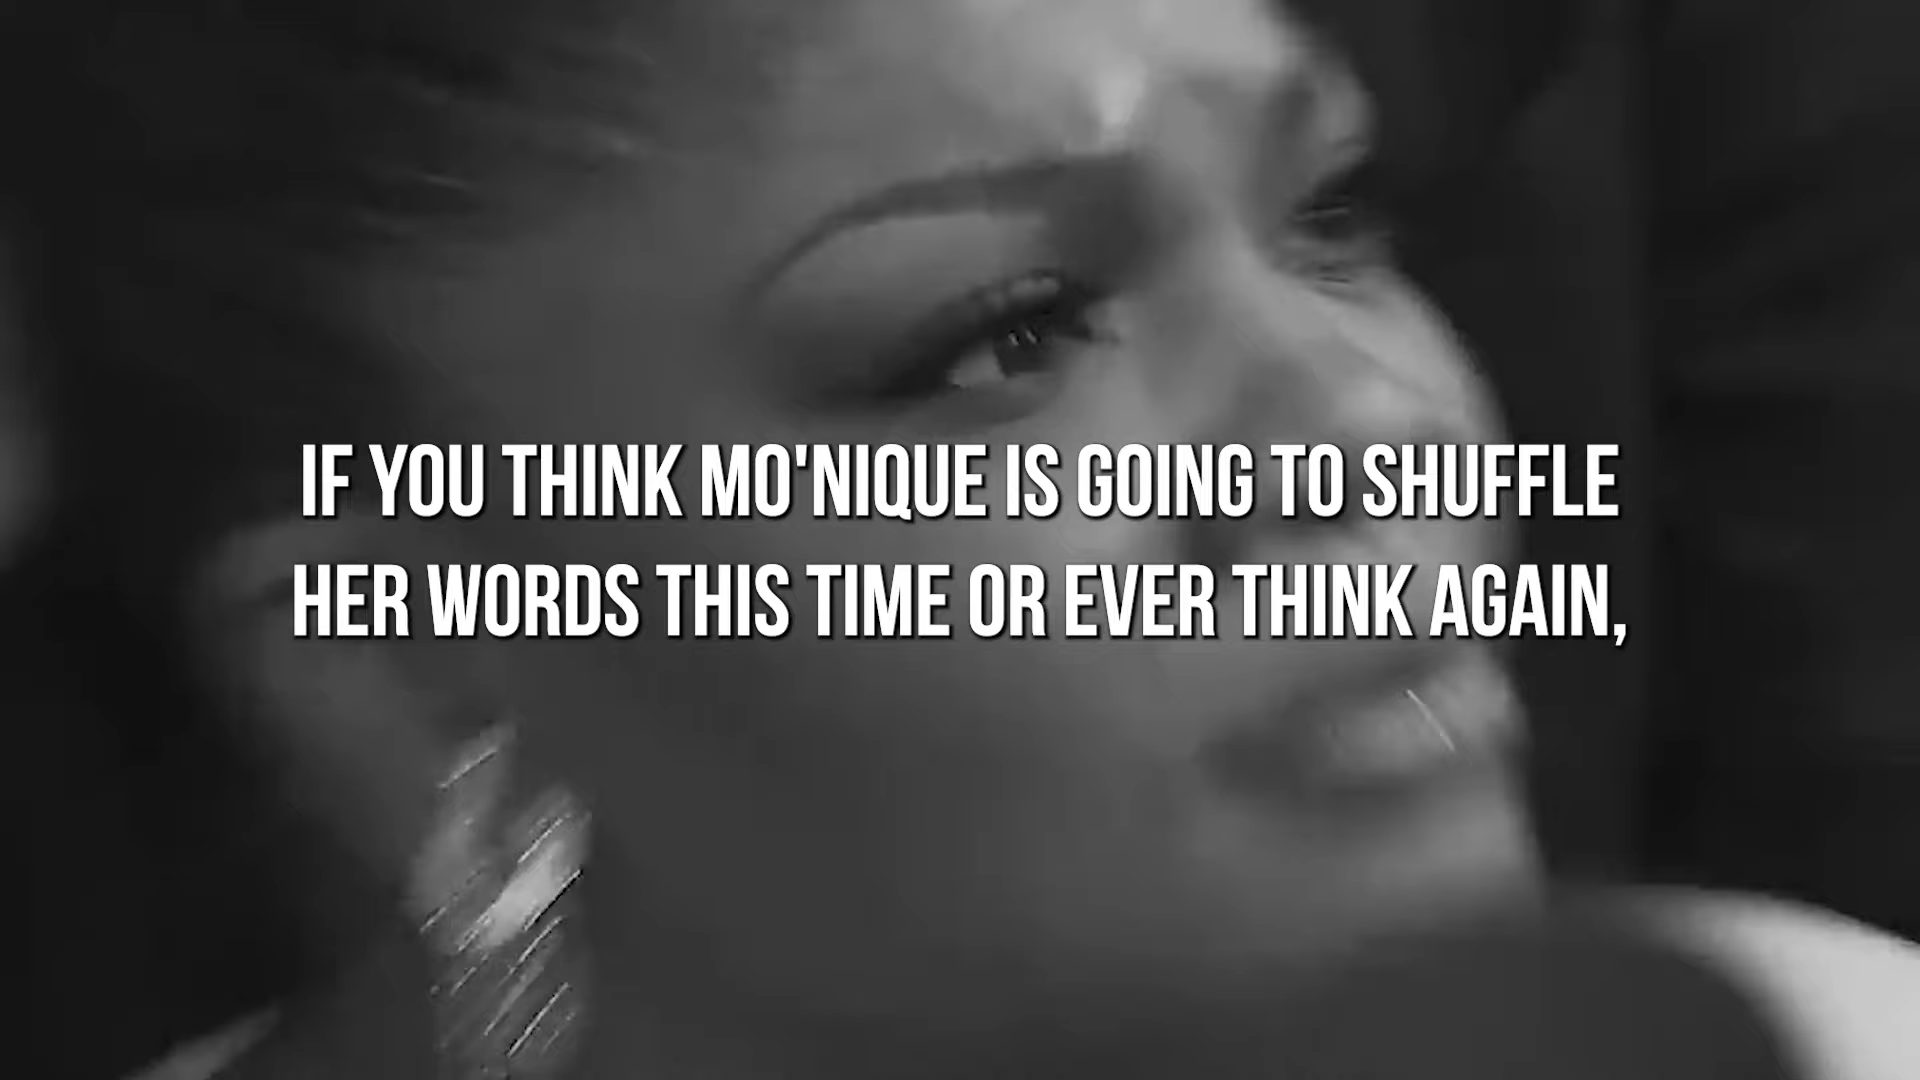 IF YOU THINK MO'NIQUE IS GOING TO SHUFFLE
HER WORDS THIS TIME OR EVER THINK AGAIN,